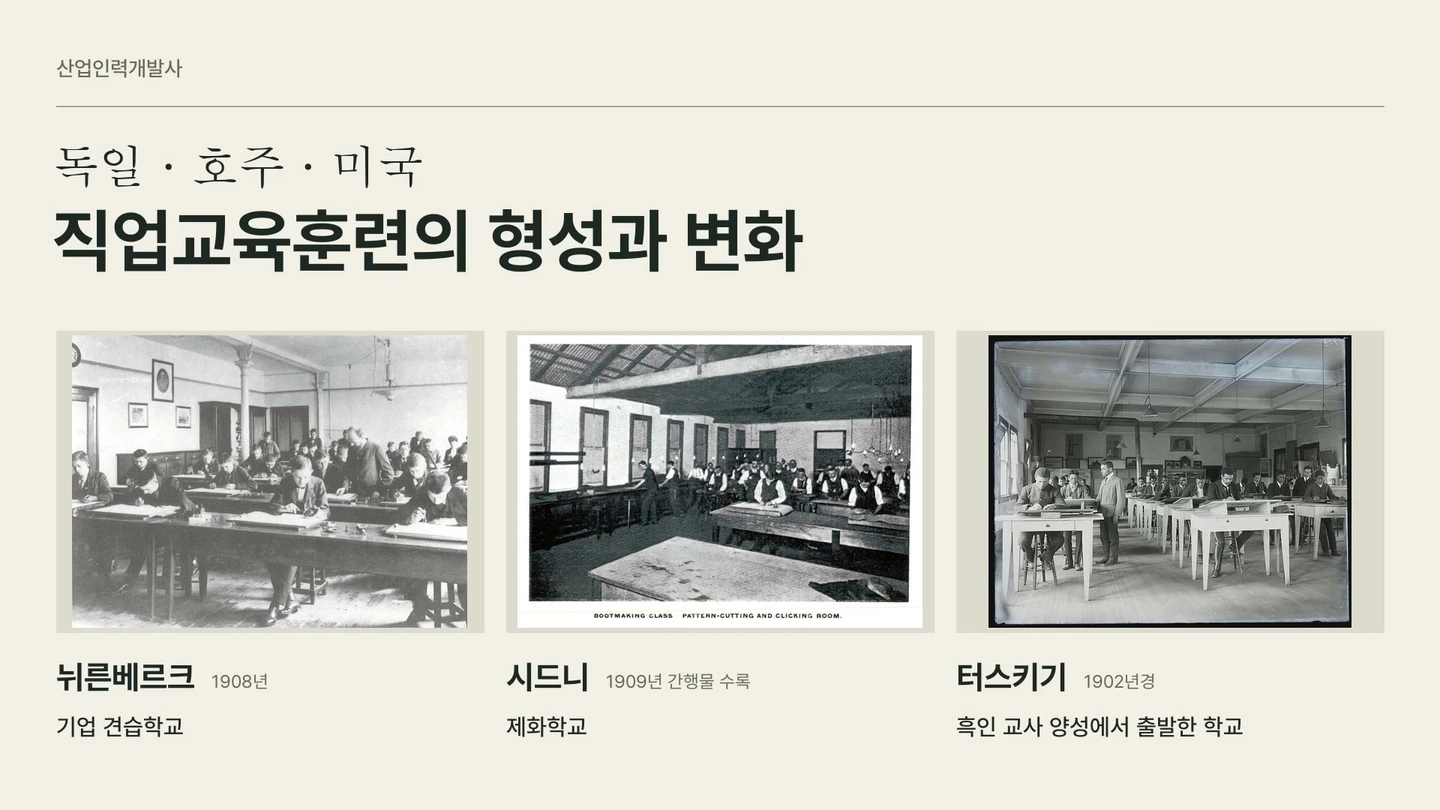 산업인력개발사
독일 · 호주 · 미국
직업교육훈련의 형성과 변화
BOOTMAKING CLASS PATTERN-CUTTING AND CLICKING ROOM.
뉘른베르크 1908년
기업 견습학교
시드니 1909년 간행물 수록
제화학교
터스키기 1902년경
흑인 교사 양성에서 출발한 학교